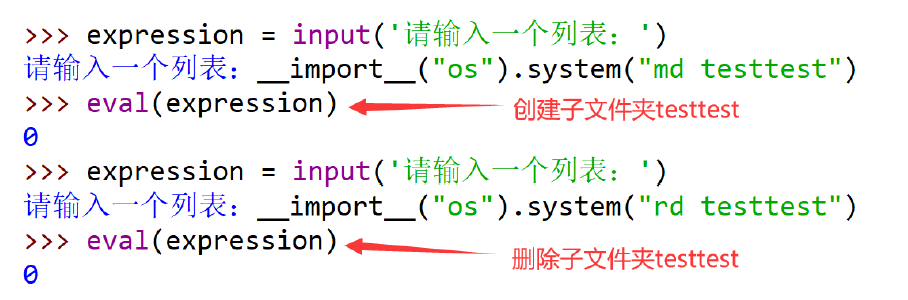 >>> expression = input('请输入一个列表：')
请输入一个列表：__import__("os").system("md testtest")
>>> eval(expression)
创建子文件夹testtest
0
>>> expression = input('请输入一个列表：')
请输入一个列表：__import__("os").system("rd testtest")
>>> eval(expression)
删除子文件夹testtest
0